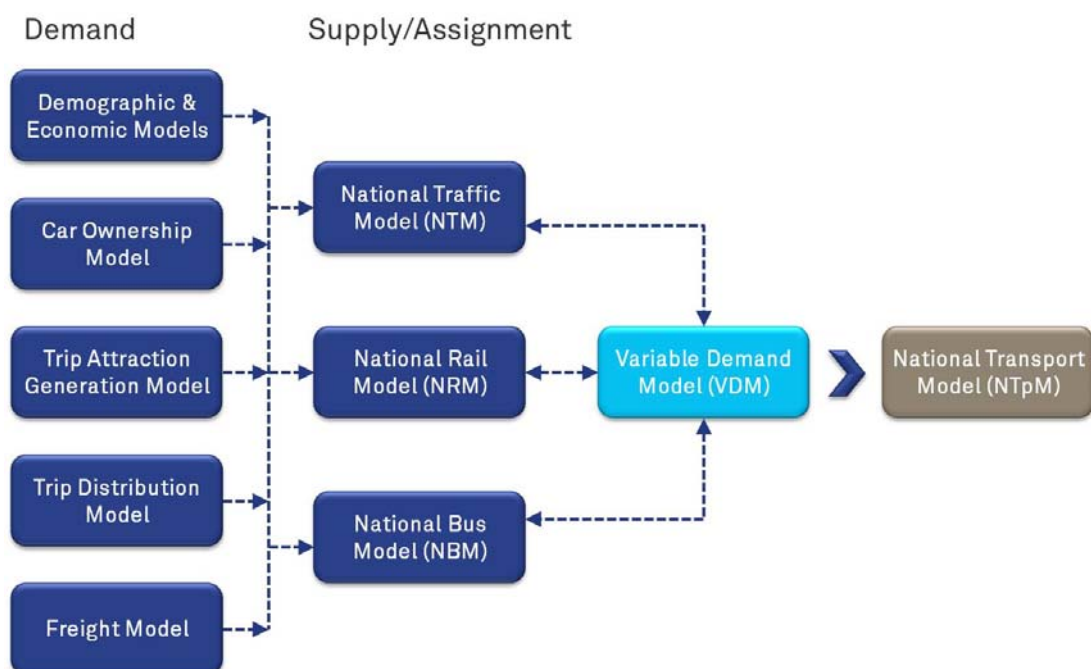 Demand
Supply/Assignment
Demographic &
Economic Models
Car Ownership
Model
Trip Attraction
Generation Model
Trip Distribution
Model
Freight Model
National Traffic
Model (NTM)
National Rail
Model (NRM)
National Bus
Model (NBM)
Variable Demand
Model (VDM)
National Transport
Model (NTpM)